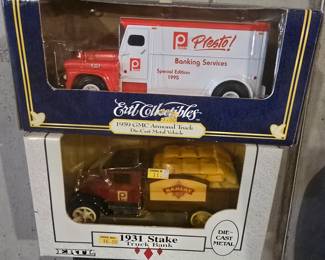 Presto!
Banking Services
Special Edition
1995
Ertl Collectibles
1950 GMC Armored Truck
Die-Cast Metal Vehicle
BARLEY
1931 Stake
Truck Bank
ERTL
DIE-
CAST
METAL